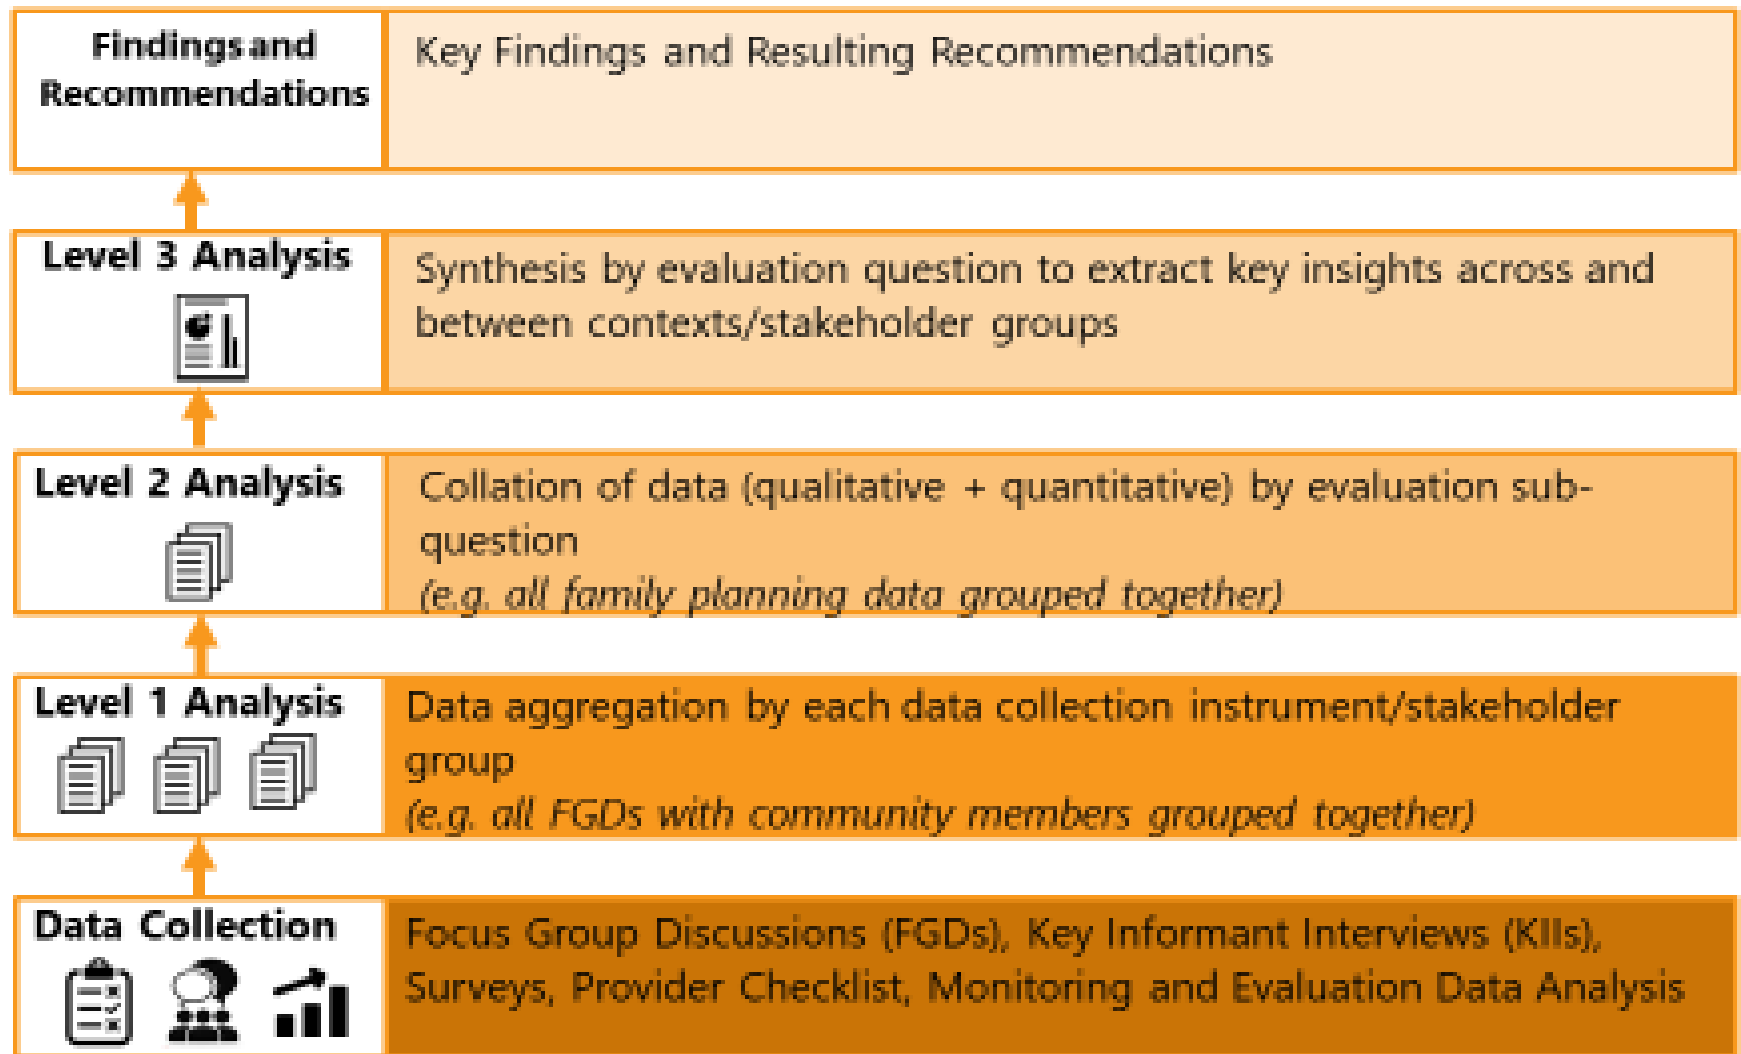 Findings and
Recommendations
Key Findings and Resulting Recommendations
Level 3 Analysis
Synthesis by evaluation question to extract key insights across and
between contexts/stakeholder groups
Level 2 Analysis
Collation of data (qualitative + quantitative) by evaluation sub-
question
(e.g. all family planning data grouped together)
Level 1 Analysis
Data aggregation by each data collection instrument/stakeholder
group
(e.g. all FGDs with community members grouped together)
Data Collection
Focus Group Discussions (FGDs), Key Informant Interviews (KIIs),
Surveys, Provider Checklist, Monitoring and Evaluation Data Analysis